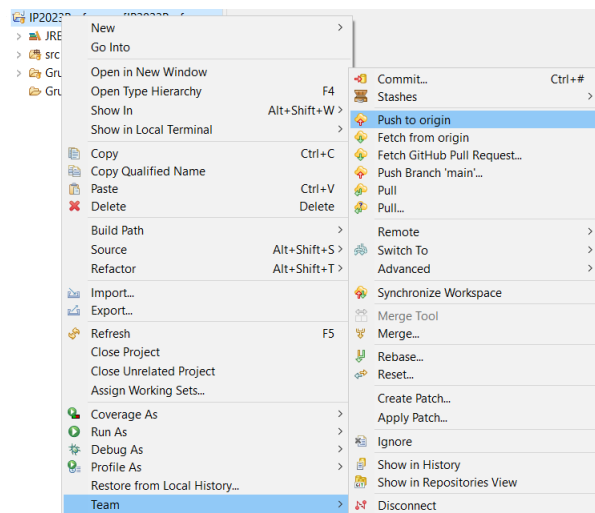 IP2023
JRE
src
Gru
Gru
New
Go Into
Open in New Window
Open Type Hierarchy F4
Show In Alt+Shift+W >
Show in Local Terminal
Copy Ctrl+C
Copy Qualified Name
Paste Ctrl+V
Delete Delete
Build Path
Source Alt+Shift+S >
Refactor Alt+Shift+T >
Import...
Export...
Refresh F5
Close Project
Close Unrelated Project
Assign Working Sets...
Coverage As
Run As
Debug As
Profile As
Restore from Local History...
Team
Commit... Ctrl+#
Stashes
Push to origin
Fetch from origin
Fetch GitHub Pull Request...
Push Branch 'main'...
Pull
Pull...
Remote
Switch To
Advanced
Synchronize Workspace
Merge Tool
Merge...
Rebase...
Reset...
Create Patch...
Apply Patch...
Ignore
Show in History
Show in Repositories View
Disconnect